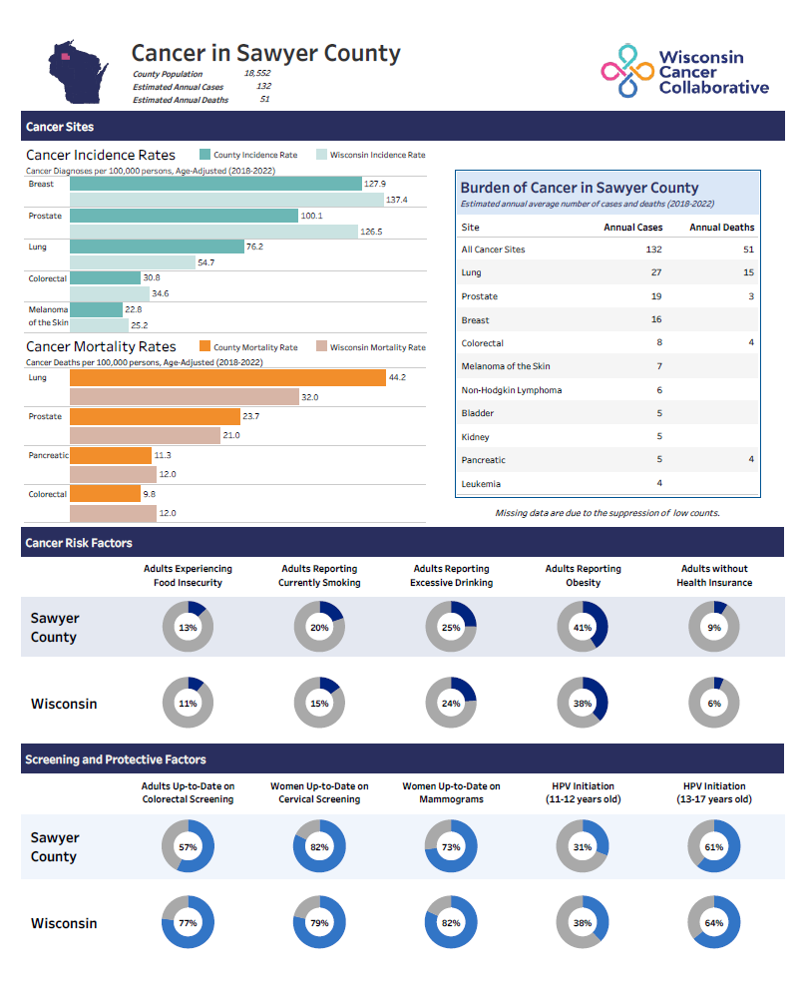 Cancer in Sawyer County
County Population 18,552
Estimated Annual Cases 132
Estimated Annual Deaths 51
Wisconsin
Cancer
Collaborative
Cancer Sites
Cancer Incidence Rates County Incidence Rate Wisconsin Incidence Rate
Cancer Diagnoses per 100,000 persons, Age-Adjusted (2018-2022)
Breast 127.9
137.4
Prostate 100.1
126.5
Lung 76.2
54.7
Colorectal 30.8
34.6
Melanoma 22.8
of the Skin 25.2
Cancer Mortality Rates County Mortality Rate Wisconsin Mortality Rate
Cancer Deaths per 100,000 persons, Age-Adjusted (2018-2022)
Lung 44.2
32.0
Prostate 23.7
21.0
Pancreatic 11.3
12.0
Colorectal 9.8
12.0
Burden of Cancer in Sawyer County
Estimated annual average number of cases and deaths (2018-2022)
Site Annual Cases Annual Deaths
All Cancer Sites 132 51
Lung 27 15
Prostate 19 3
Breast 16
Colorectal 8 4
Melanoma of the Skin 7
Non-Hodgkin Lymphoma 6
Bladder 5
Kidney 5
Pancreatic 5 4
Leukemia 4
Missing data are due to the suppression of low counts.
Cancer Risk Factors
Adults Experiencing Adults Reporting Adults Reporting Adults Reporting Adults without
Food Insecurity Currently Smoking Excessive Drinking Obesity Health Insurance
Sawyer
County
13% 20% 25% 41% 9%
Wisconsin 11% 15% 24% 38% 6%
Screening and Protective Factors
Adults Up-to-Date on Women Up-to-Date on Women Up-to-Date on HPV Initiation HPV Initiation
Colorectal Screening Cervical Screening Mammograms (11-12 years old) (13-17 years old)
Sawyer
County
57% 82% 73% 31% 61%
Wisconsin 77% 79% 82% 38% 64%